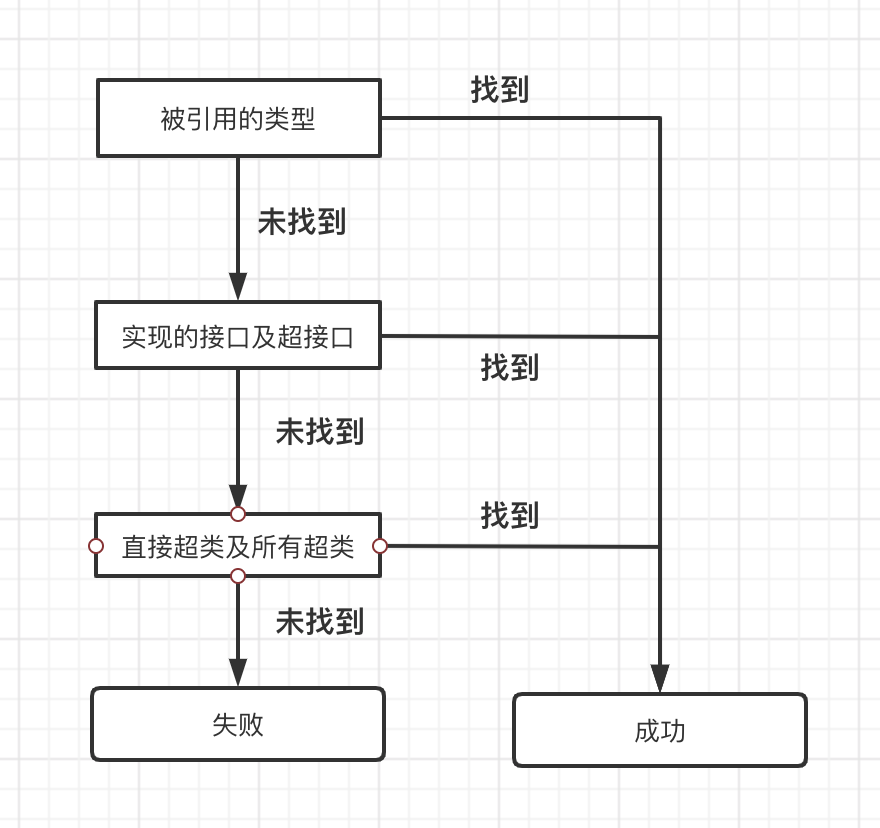 找到
被引用的类型
未找到
实现的接口及超接口
找到
未找到
找到
直接超类及所有超类
未找到
失败
成功